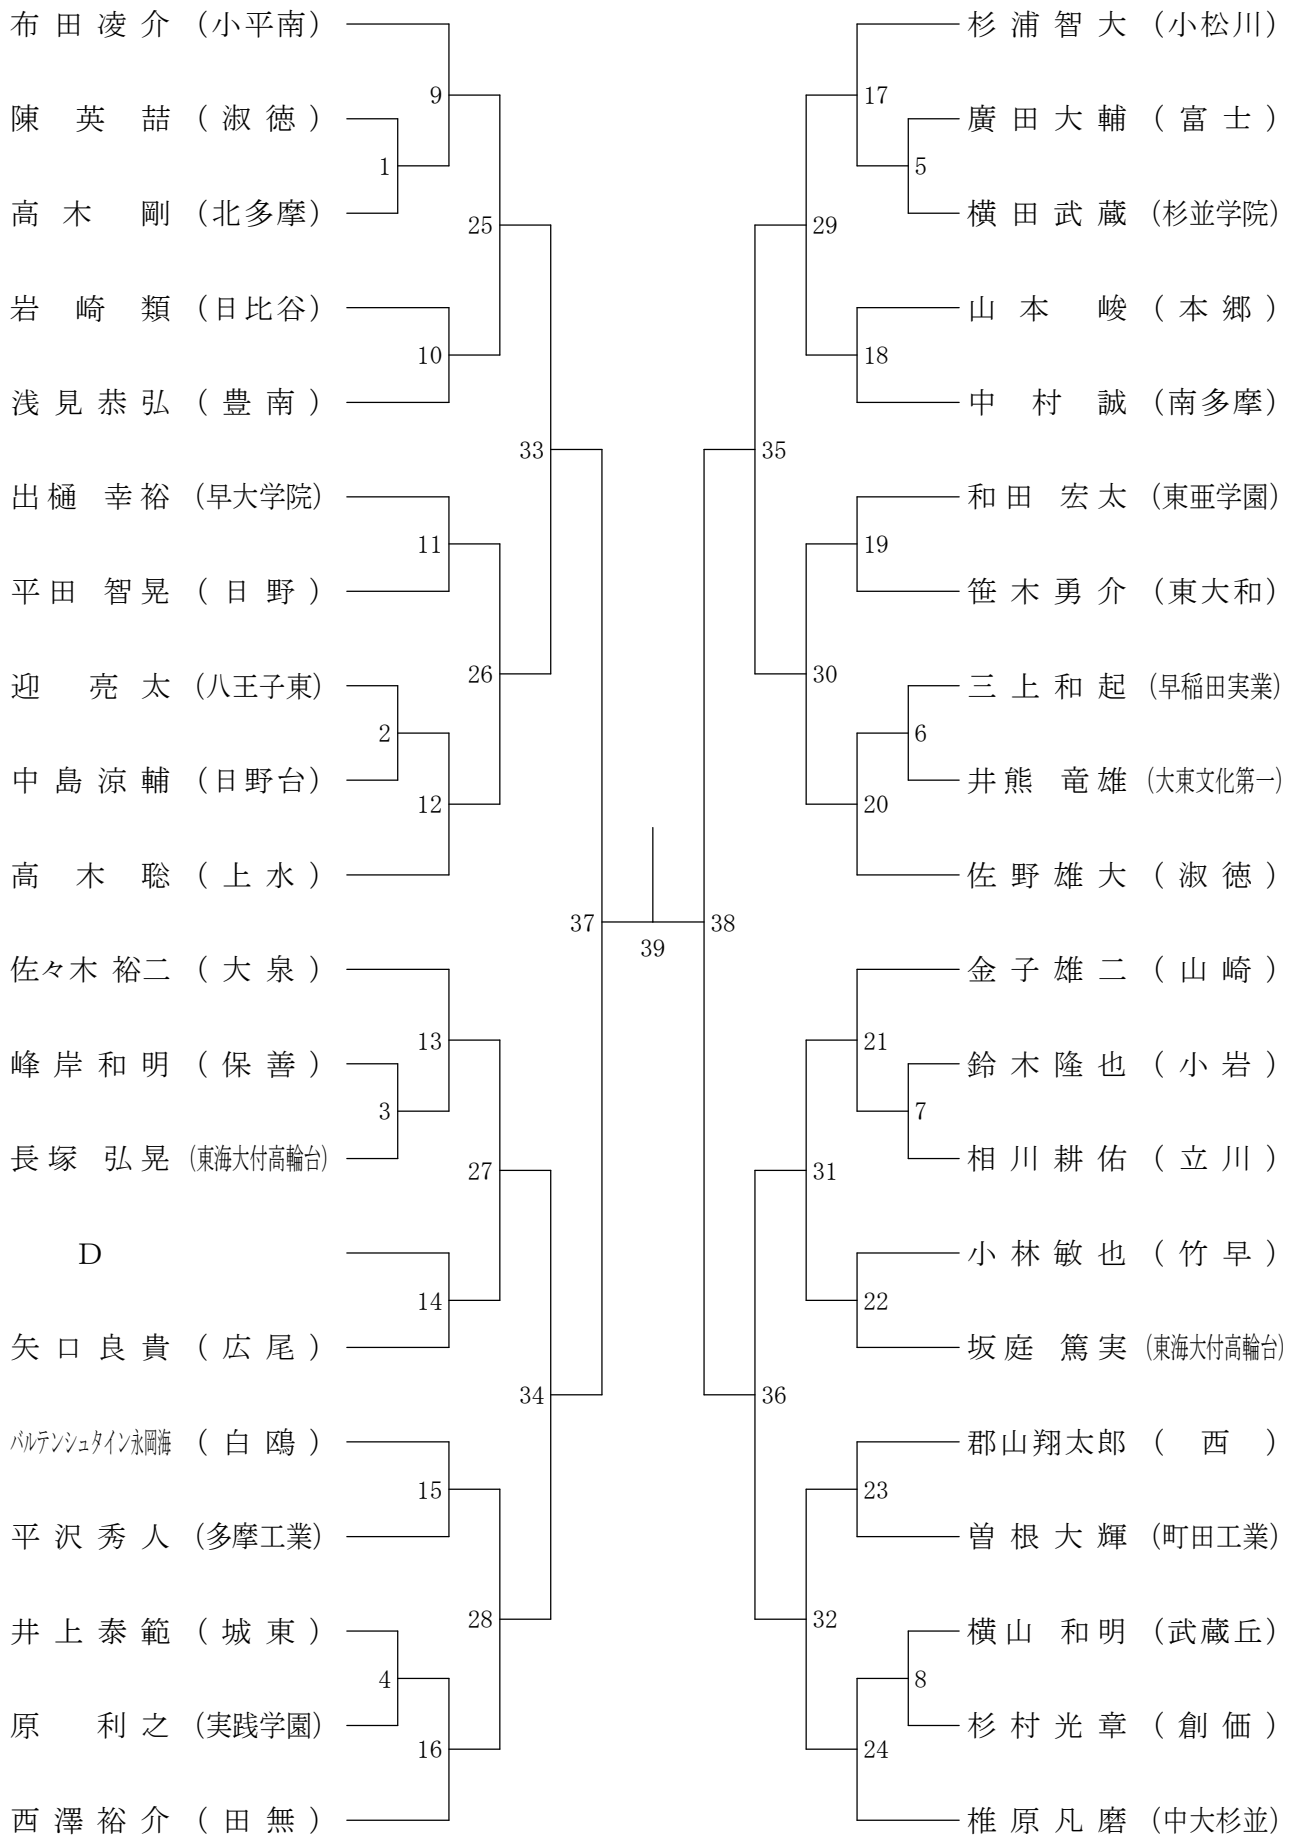 布田凌介（小平南）
陳英喆（淑徳）
高木剛（北多摩）
岩崎類（日比谷）
浅見恭弘（豊南）
出樋幸裕（早大学院）
平田智晃（日野）
迎亮太（八王子東）
中島涼輔（日野台）
高木聡（上水）
佐々木裕二（大泉）
峰岸和明（保善）
長塚弘晃（東海大付高輪台）
D
矢口良貴（広尾）
バルテンシュタイン永岡海（白鴎）
平沢秀人（多摩工業）
井上泰範（城東）
原利之（実践学園）
西澤裕介（田無）
1
2
3
4
9
10
11
12
13
14
15
16
25
26
27
28
33
34
37
39
38
35
36
29
30
31
32
17
18
19
20
21
22
23
24
5
6
7
8
杉浦智大（小松川）
廣田大輔（富士）
横田武蔵（杉並学院）
山本峻（本郷）
中村誠（南多摩）
和田宏太（東亜学園）
笹木勇介（東大和）
三上和起（早稲田実業）
井熊竜雄（大東文化第一）
佐野雄大（淑徳）
金子雄二（山崎）
鈴木隆也（小岩）
相川耕佑（立川）
小林敏也（竹早）
坂庭篤実（東海大付高輪台）
郡山翔太郎（西）
曽根大輝（町田工業）
横山和明（武蔵丘）
杉村光章（創価）
椎原凡磨（中大杉並）